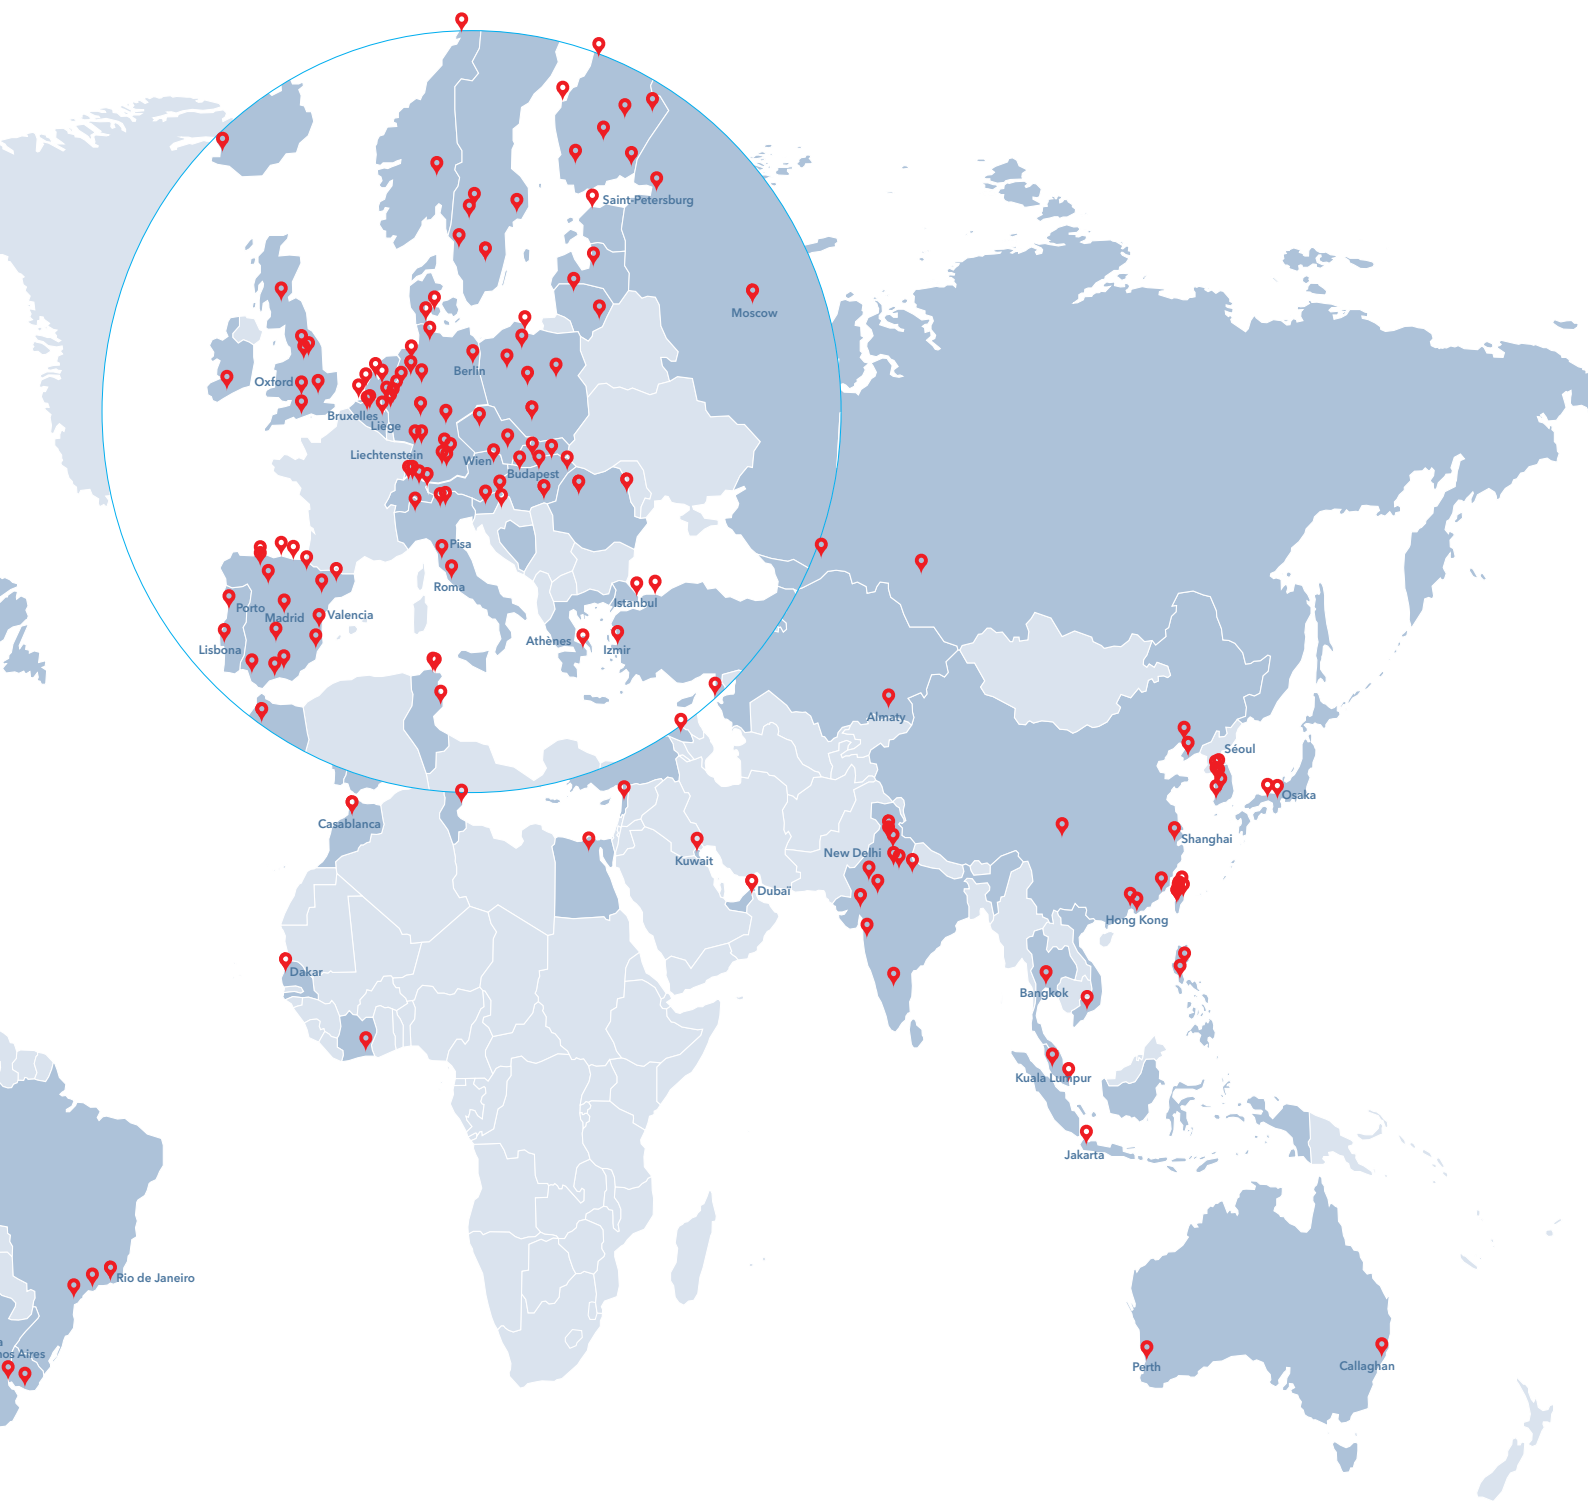 Saint-Petersburg
Moscow
Berlin
Oxford
Bruxelles
Liège
Liechtenstein
Wien
Budapest
Pisa
Roma
Istanbul
Porto
Madrid
Valencia
Lisbona
Athènes
Izmir
Almaty
Séoul
Osaka
Casablanca
Shanghai
New Delhi
Kuwait
Dubaï
Hong Kong
Dakar
Bangkok
Kuala Lumpur
Jakarta
Rio de Janeiro
Aires
Perth
Callaghan